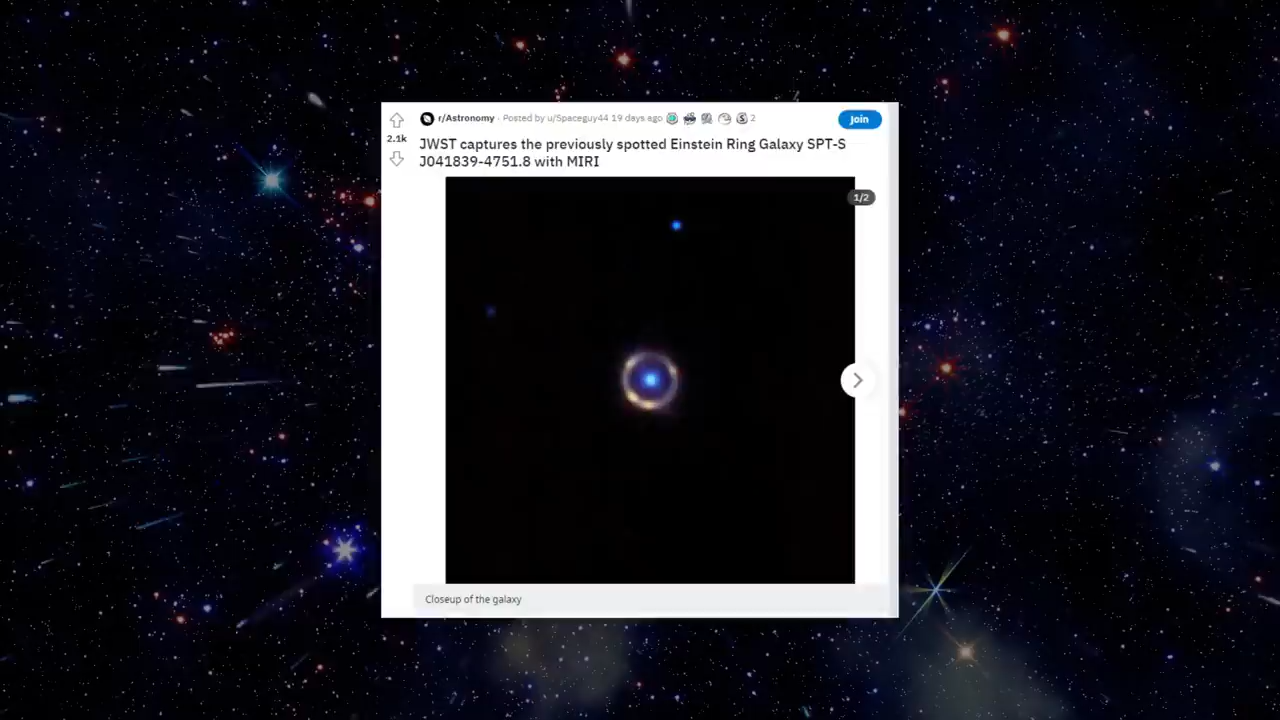 r/Astronomy · Posted by u/Spaceguy44 19 days ago 2
Join
2.1k
JWST captures the previously spotted Einstein Ring Galaxy SPT-S
J041839-4751.8 with MIRI
1/2
Closeup of the galaxy